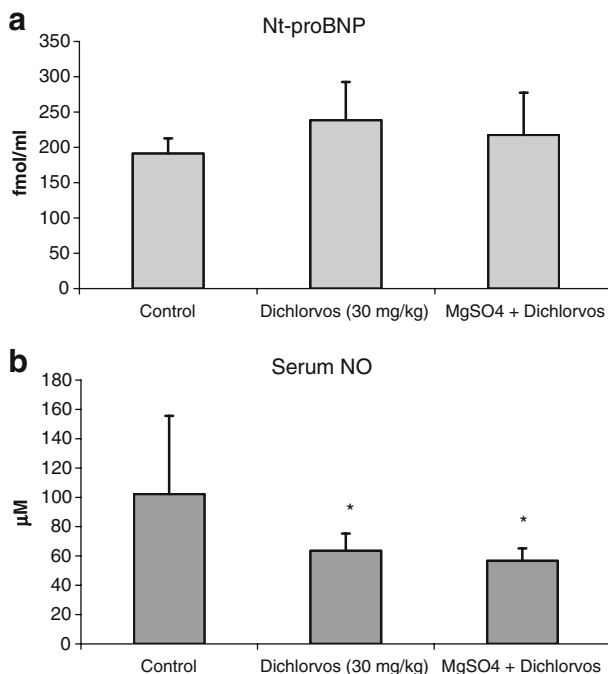 a
Nt-proBNP
350
300
250
200
150
100
50
0
fmol/ml
Control Dichlorvos (30 mg/kg) MgSO4 + Dichlorvos
b
Serum NO
180
160
140
120
100
80
60
40
20
0
µM
* *
Control Dichlorvos (30 mg/kg) MgSO4 + Dichlorvos